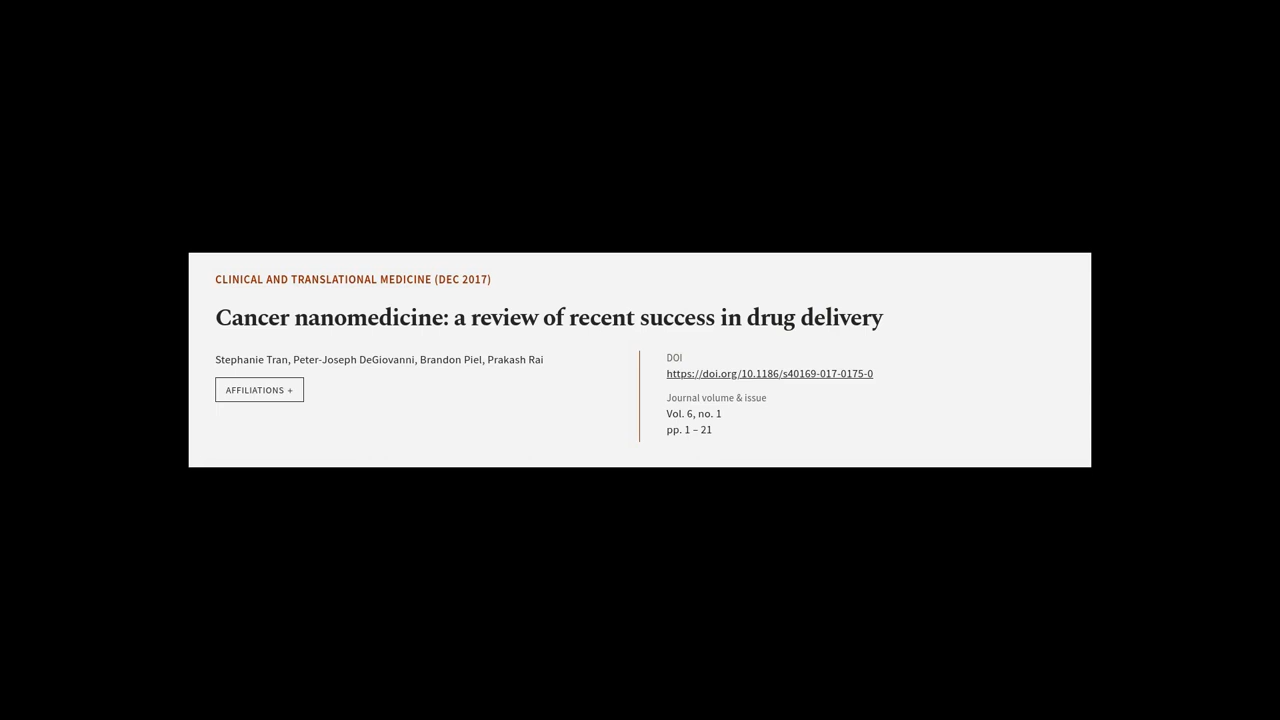 CLINICAL AND TRANSLATIONAL MEDICINE (DEC 2017)
Cancer nanomedicine: a review of recent success in drug delivery
Stephanie Tran, Peter-Joseph DeGiovanni, Brandon Piel, Prakash Rai
AFFILIATIONS +
DOI
https://doi.org/10.1186/s40169-017-0175-0
Journal volume & issue
Vol. 6, no. 1
pp. 1 – 21